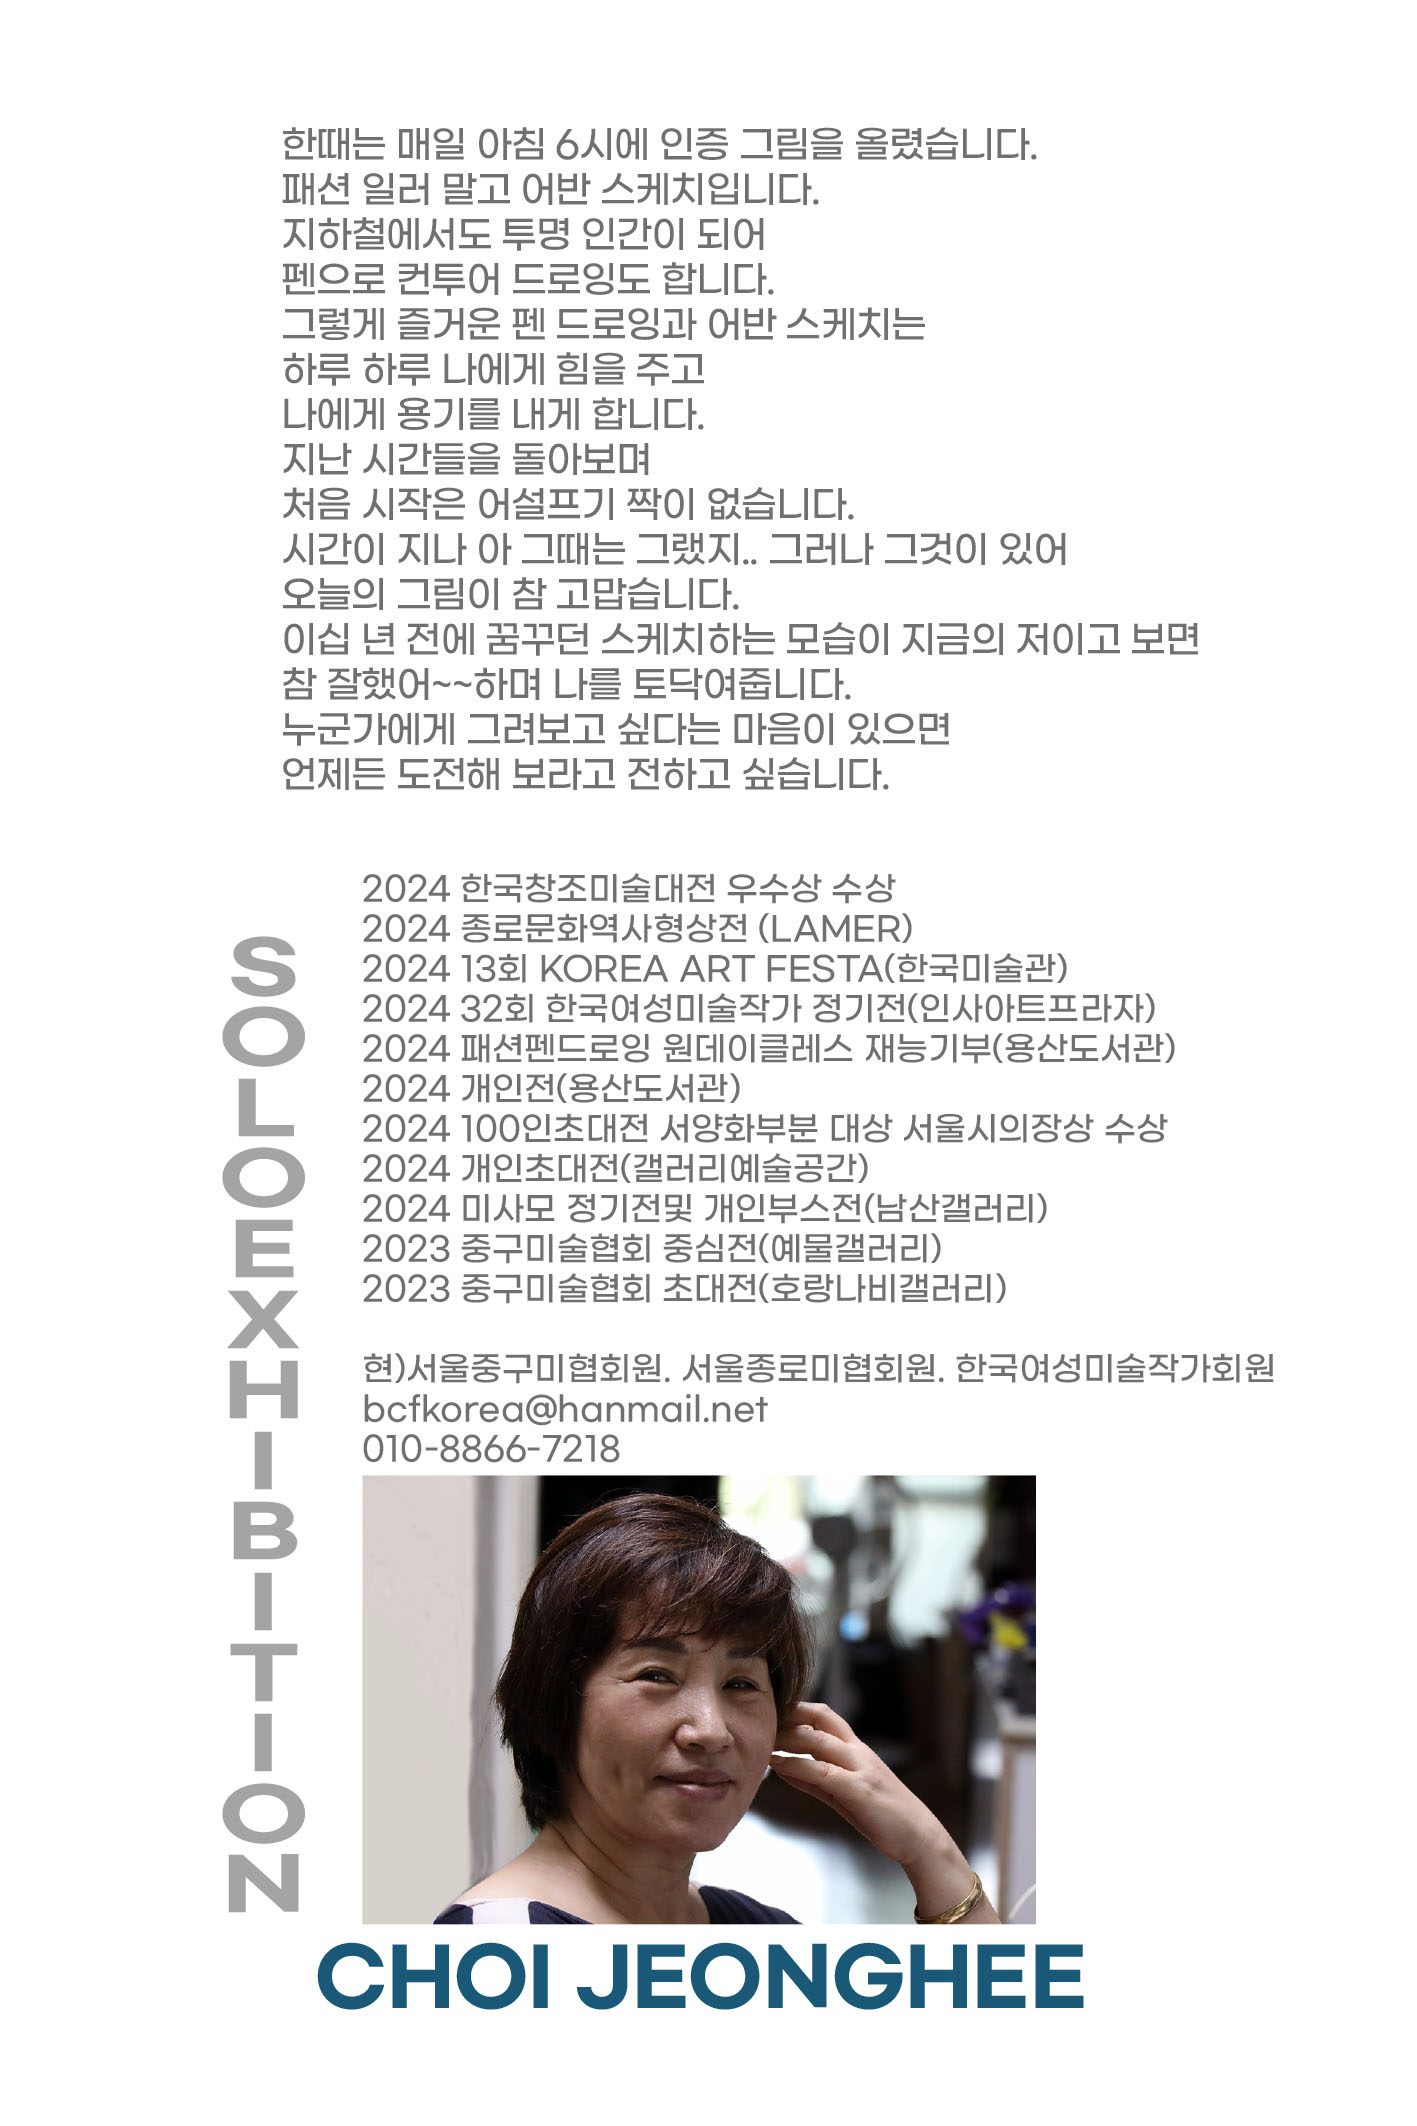 한때는 매일 아침 6시에 인증 그림을 올렸습니다.
패션 일러 말고 어반 스케치입니다.
지하철에서도 투명 인간이 되어
펜으로 컨투어 드로잉도 합니다.
그렇게 즐거운 펜 드로잉과 어반 스케치는
하루 하루 나에게 힘을 주고
나에게 용기를 내게 합니다.
지난 시간들을 돌아보며
처음 시작은 어설프기 짝이 없습니다.
시간이 지나 아 그때는 그랬지.. 그러나 그것이 있어
오늘의 그림이 참 고맙습니다.
이십 년 전에 꿈꾸던 스케치하는 모습이 지금의 저이고 보면
참 잘했어~~하며 나를 토닥여줍니다.
누군가에게 그려보고 싶다는 마음이 있으면
언제든 도전해 보라고 전하고 싶습니다.
2024 한국창조미술대전 우수상 수상
2024 종로문화역사형상전 (LAMER)
2024 13회 KOREA ART FESTA(한국미술관)
2024 32회 한국여성미술작가 정기전(인사아트프라자)
2024 패션펜드로잉 원데이클레스 재능기부(용산도서관)
2024 개인전(용산도서관)
2024 100인초대전 서양화부분 대상 서울시의장상 수상
2024 개인초대전(갤러리예술공간)
2024 미사모 정기전및 개인부스전(남산갤러리)
2023 중구미술협회 중심전(예물갤러리)
2023 중구미술협회 초대전(호랑나비갤러리)
현)서울중구미협회원. 서울종로미협회원. 한국여성미술작가회원
bcfkorea@hanmail.net
010-8866-7218
SOLOEXHIBITION
CHOI JEONGHEE